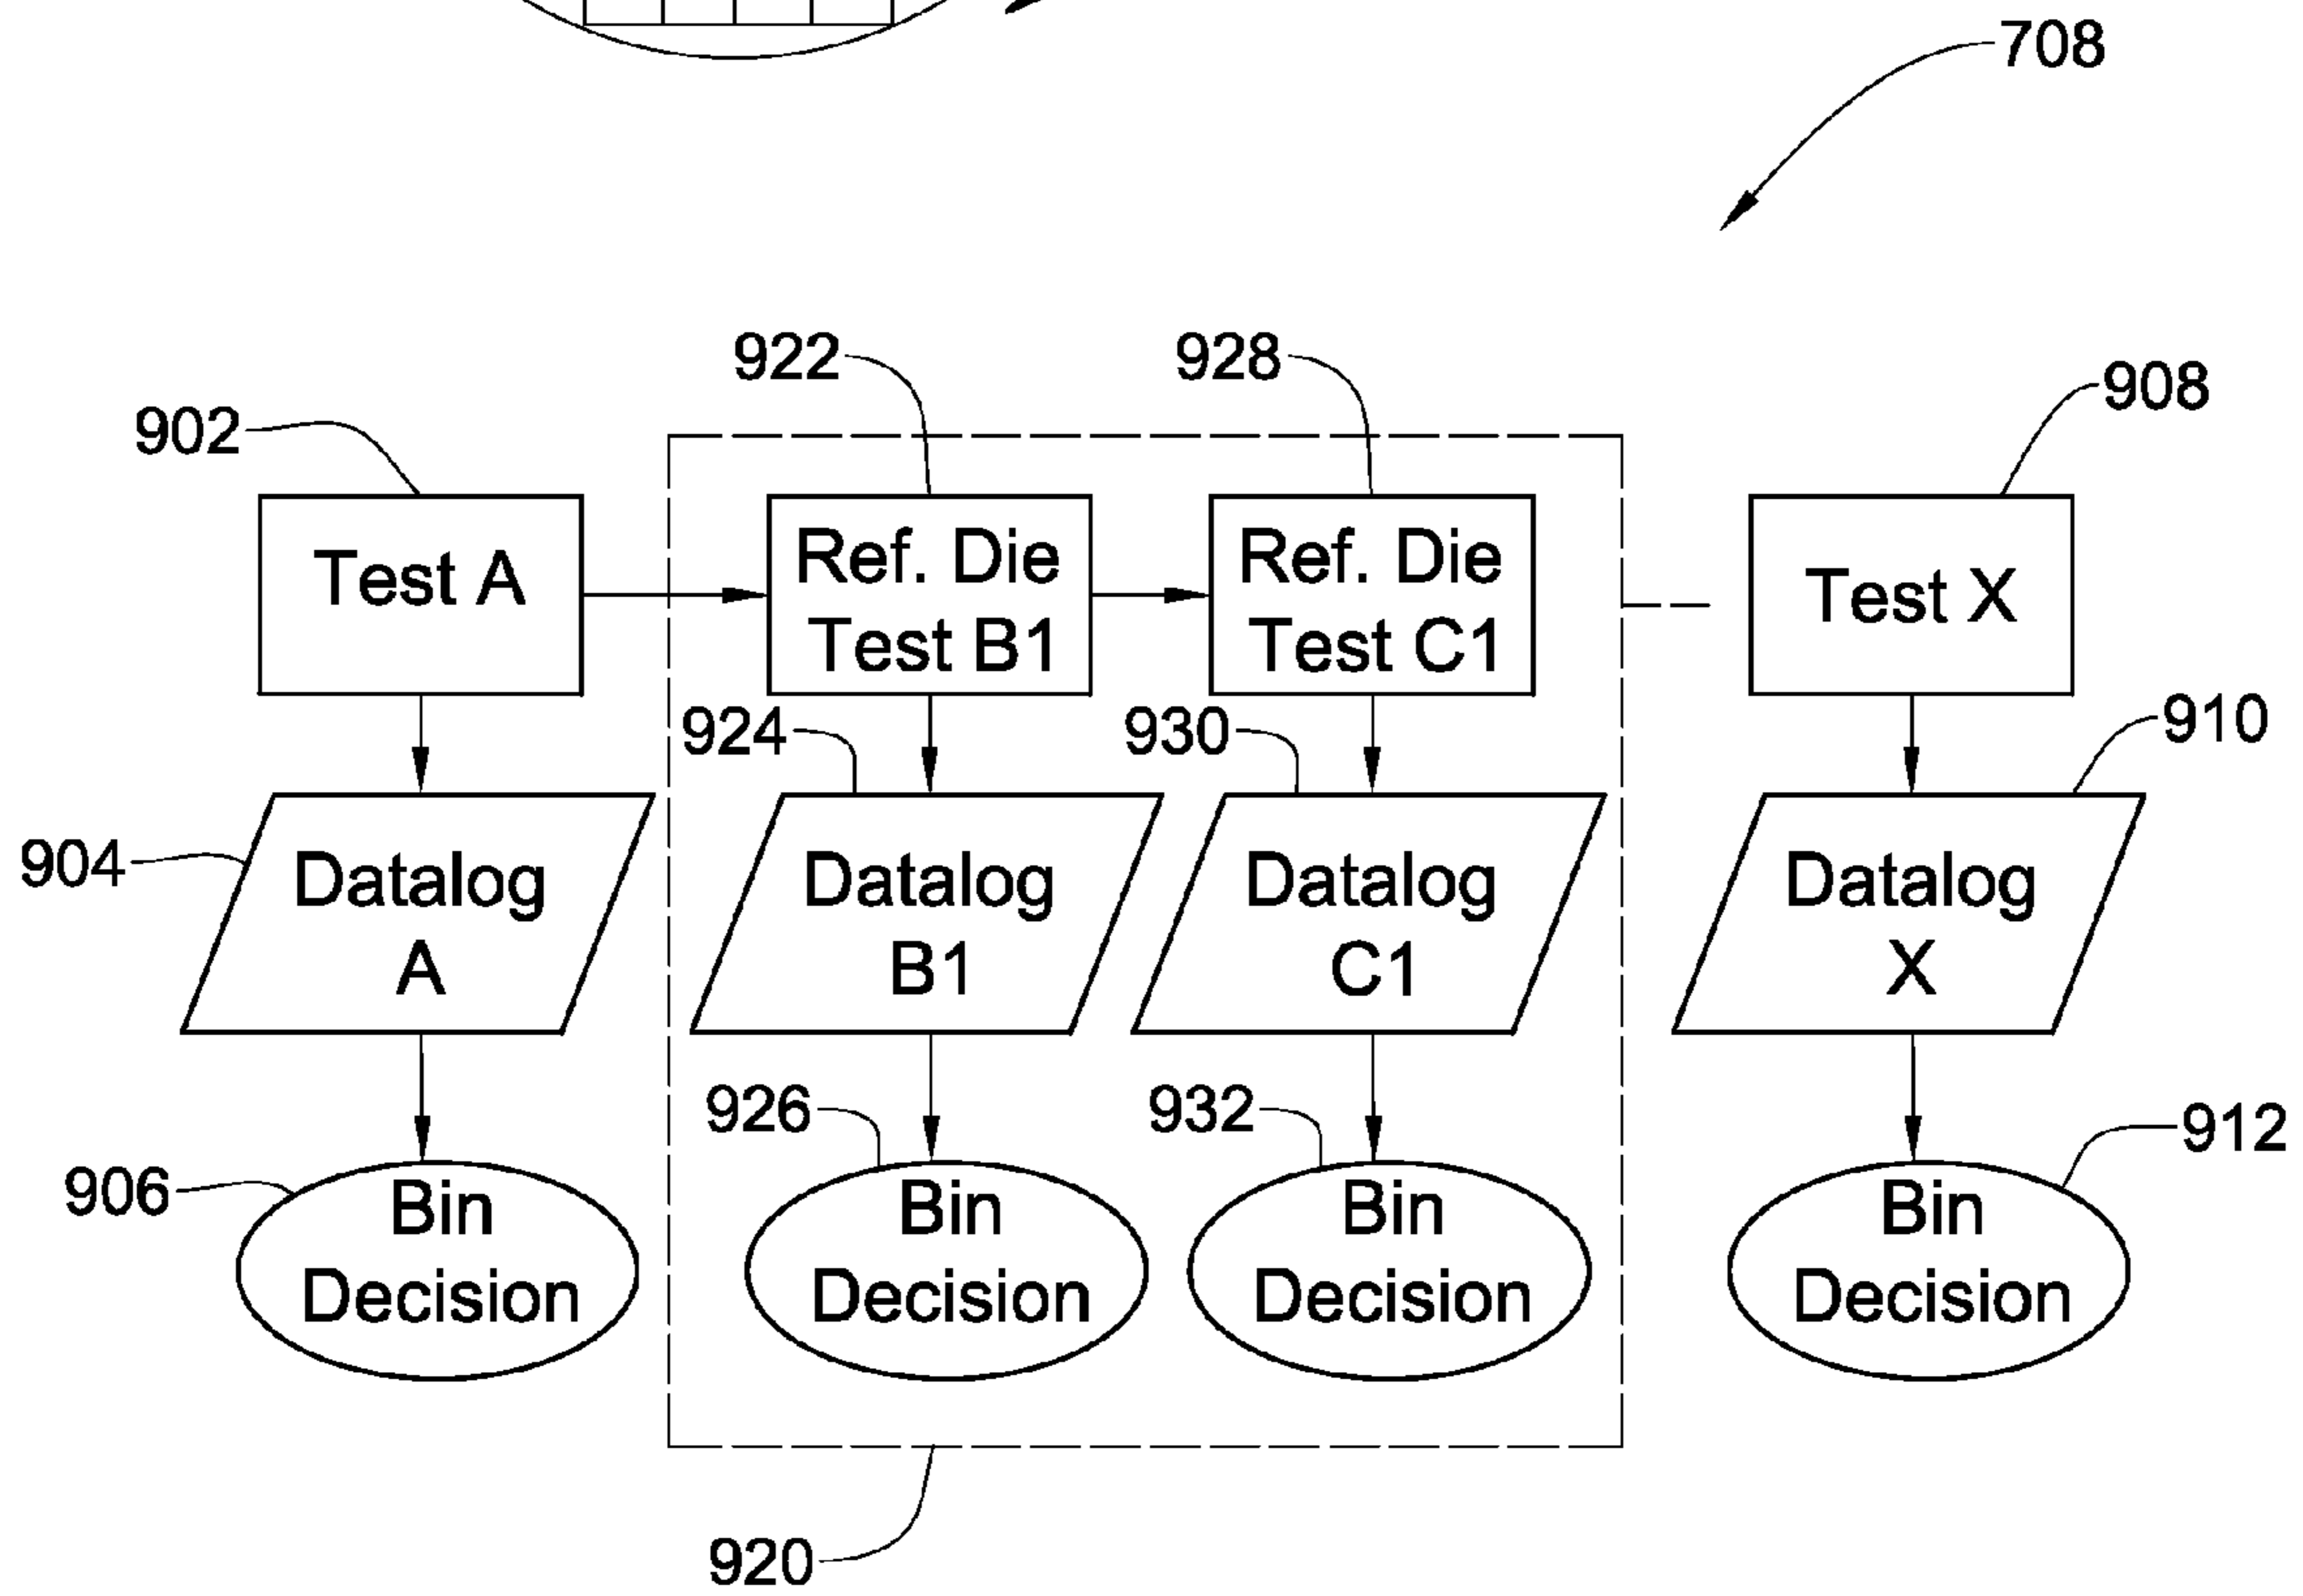 708
922
928
908
902
Test A
Ref. Die
Test B1
Ref. Die
Test C1
Test X
924
930
910
904
Datalog
A
Datalog
B1
Datalog
C1
Datalog
X
926
932
912
906
Bin
Decision
Bin
Decision
Bin
Decision
Bin
Decision
920